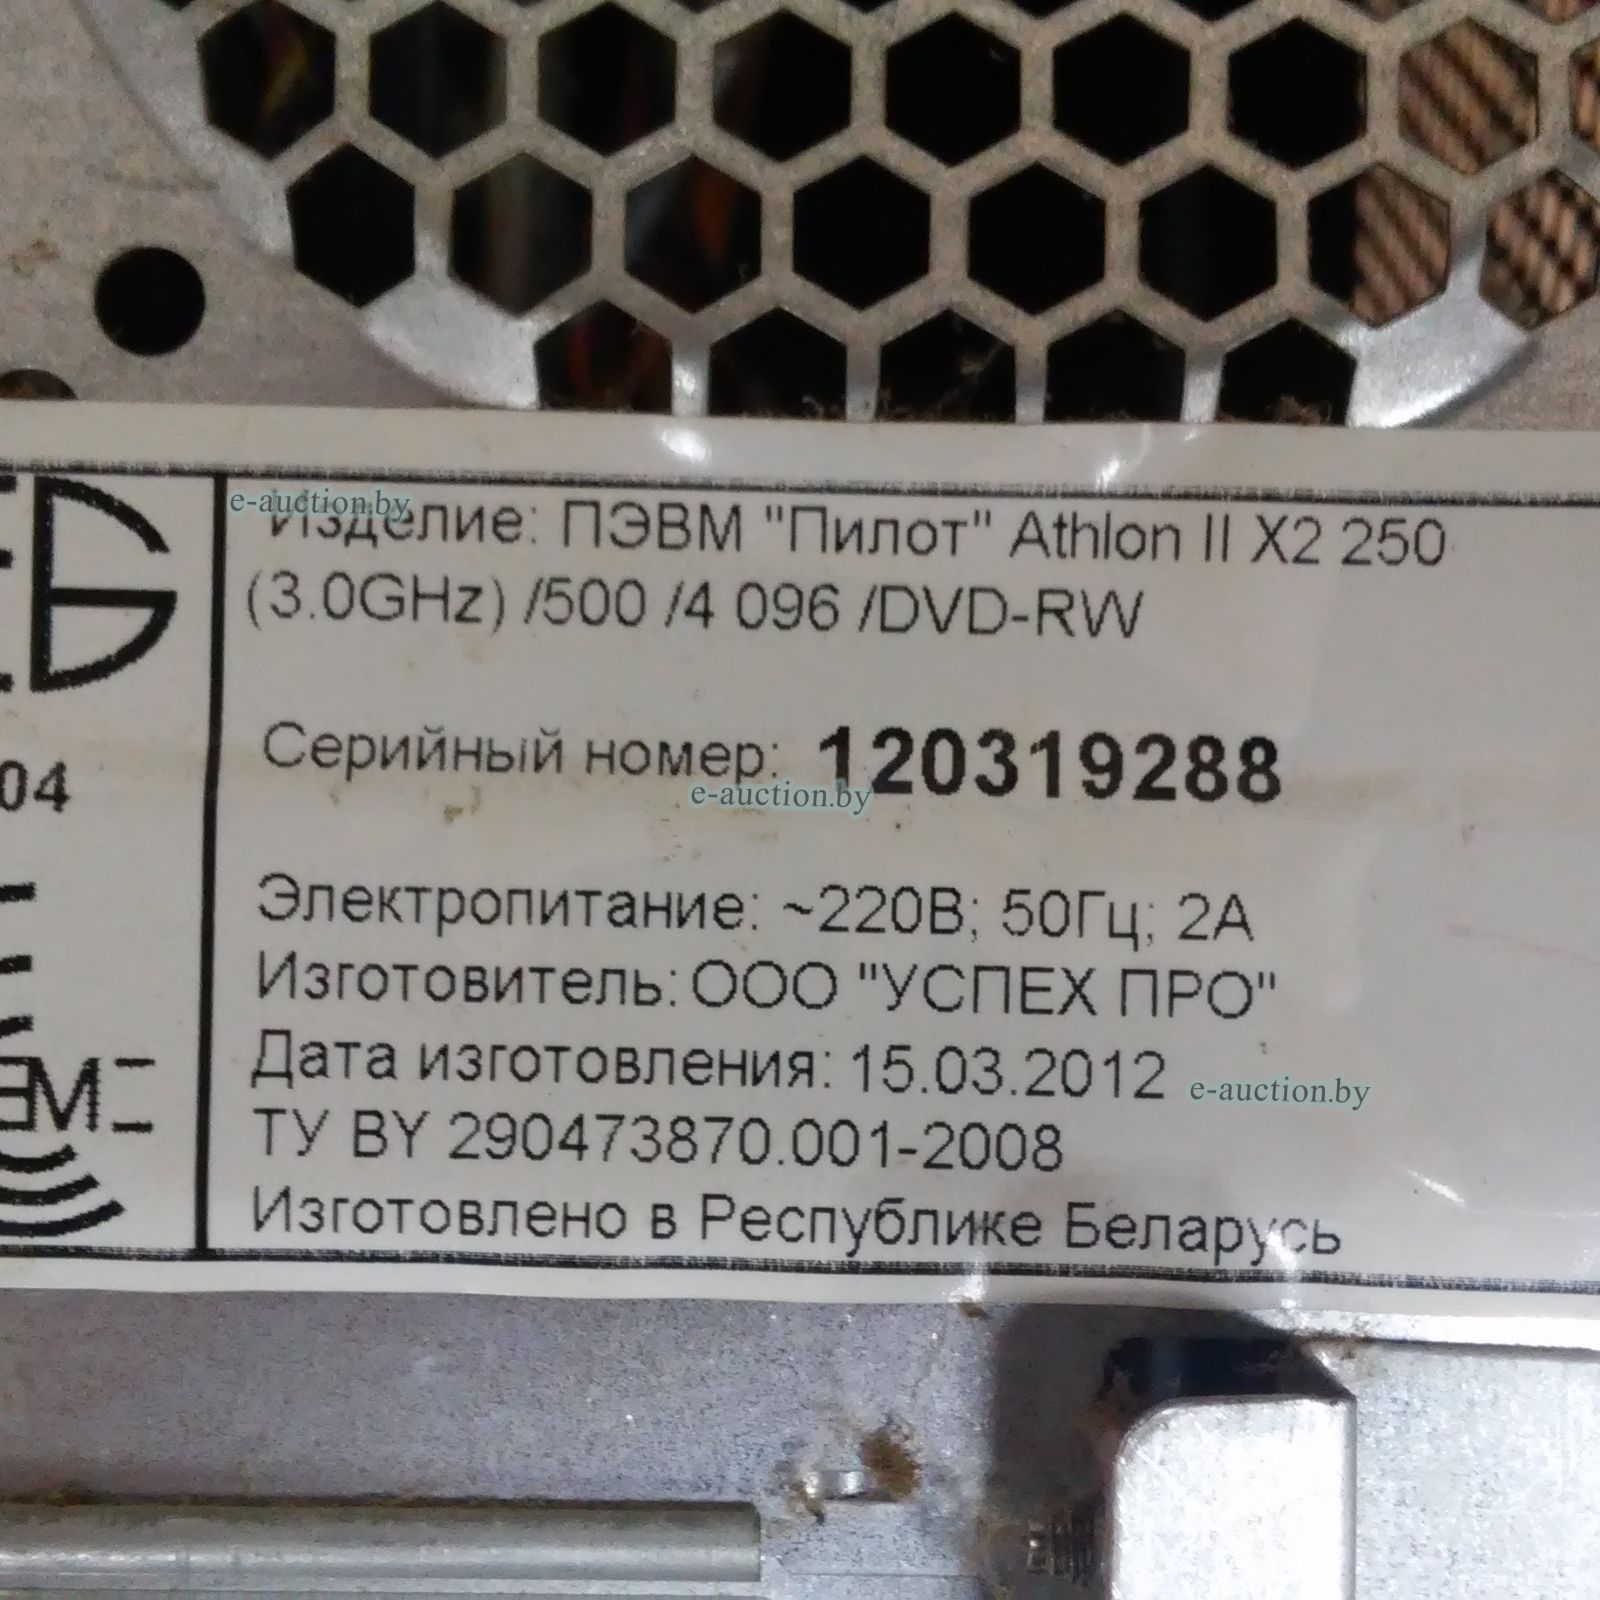 e-auction.by
Изделие: ПЭВМ "Пилот" Athlon II X2 250
(3.0GHz) /500 /4 096 /DVD-RW
Серийный номер: 120319288
04
e-auction.by
Электропитание: ~220В; 50Гц; 2А
Изготовитель: ООО "УСПЕХ ПРО"
Дата изготовления: 15.03.2012
e-auction.by
ТУ BY 290473870.001-2008
Изготовлено в Республике Беларусь